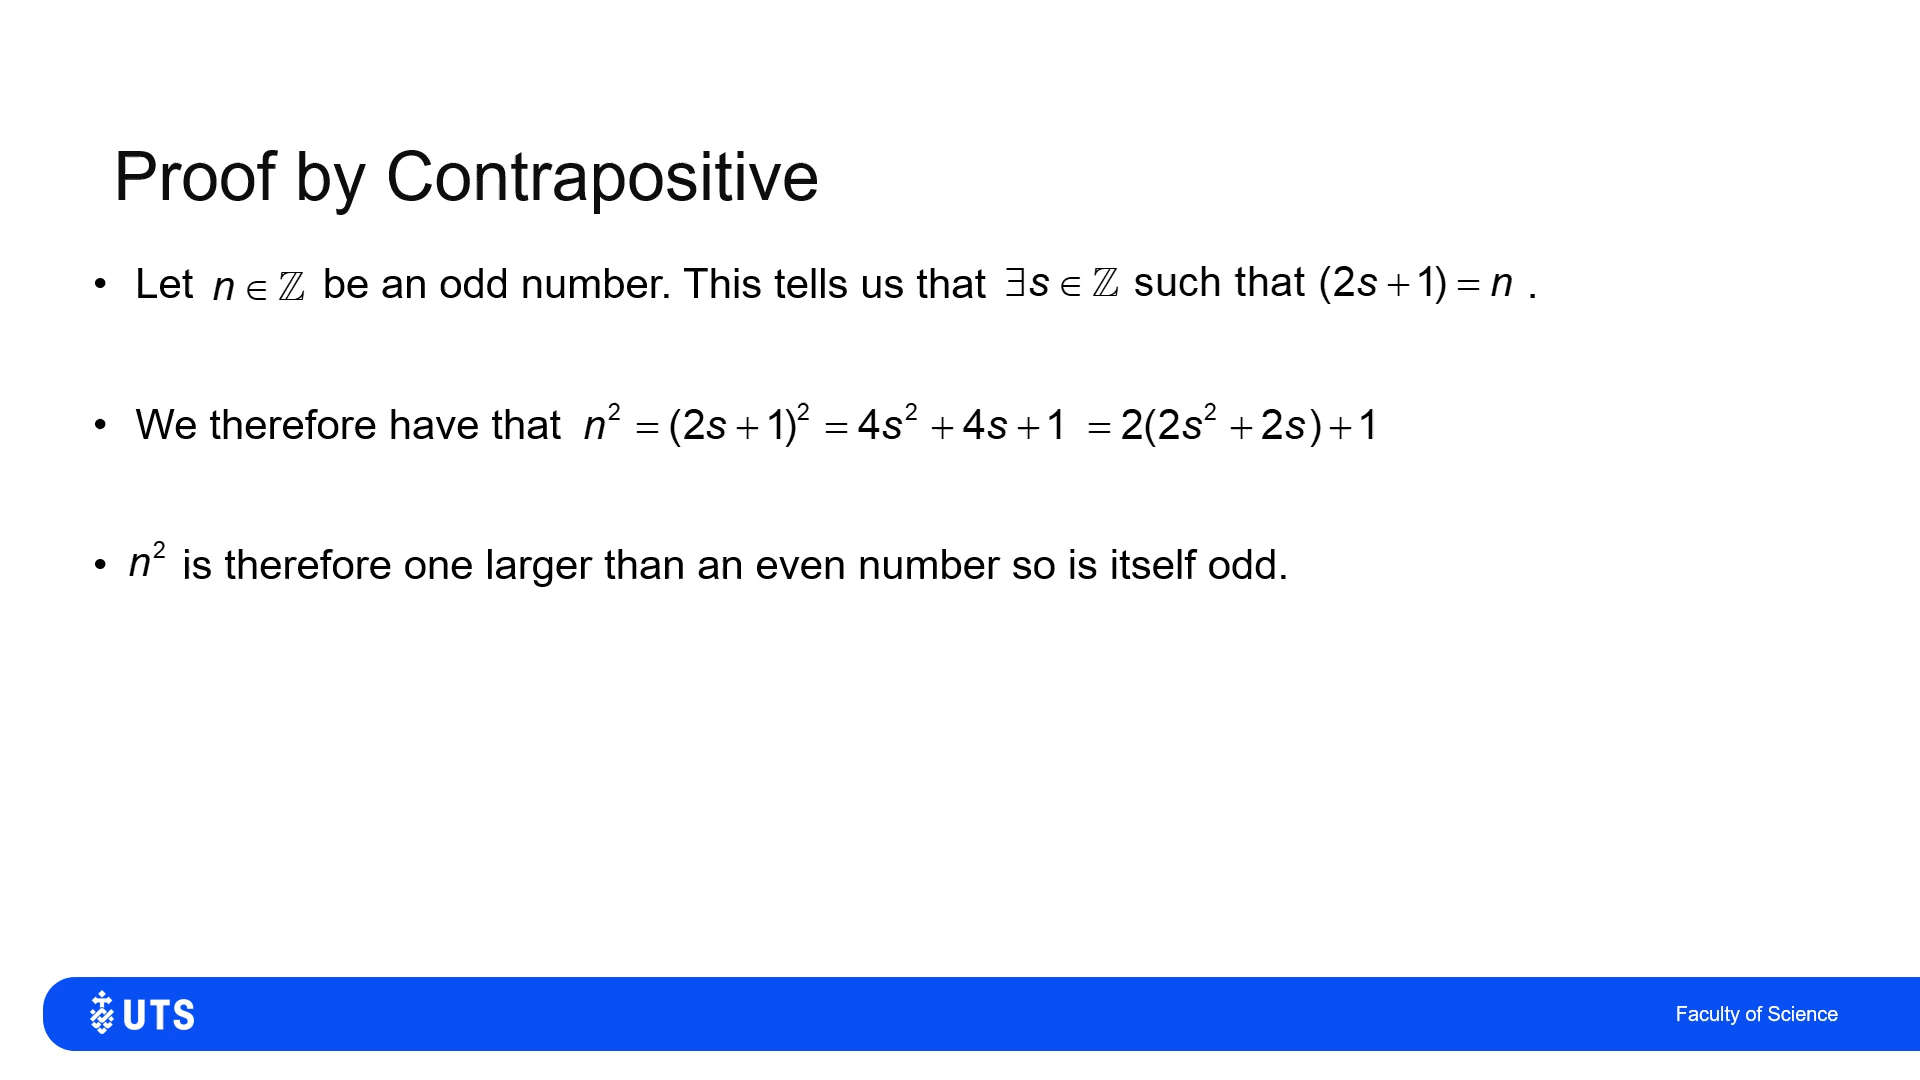 Proof by Contrapositive
• Let n ∈ ℤ be an odd number. This tells us that ∃s ∈ ℤ such that (2s + 1) = n .
• We therefore have that n² = (2s + 1)² = 4s² + 4s + 1 = 2(2s² + 2s) + 1
• n² is therefore one larger than an even number so is itself odd.
UTS
Faculty of Science